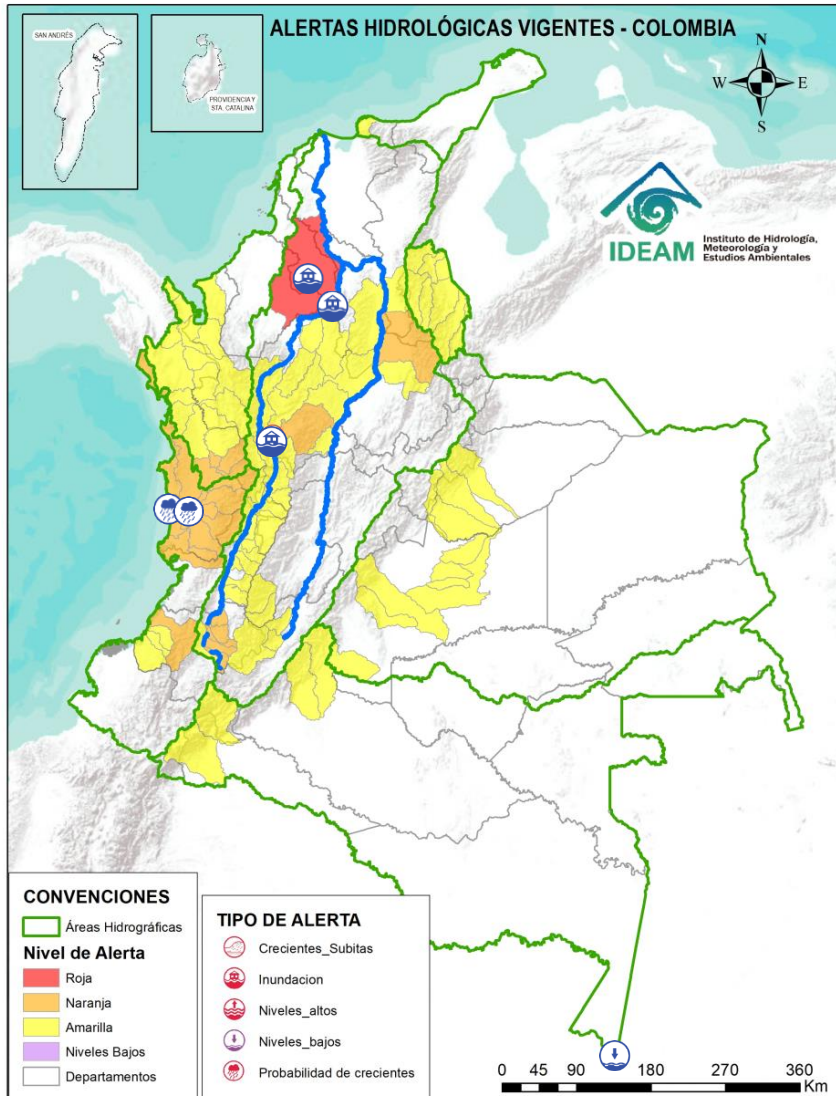 ALERTAS HIDROLÓGICAS VIGENTES - COLOMBIA
SAN ANDRÉS
PROVIDENCIA Y
STA. CATALINA
N
W
E
S
IDEAM
Instituto de Hidrología,
Meteorología y
Estudios Ambientales
CONVENCIONES
Áreas Hidrográficas
Nivel de Alerta
Roja
Naranja
Amarilla
Niveles Bajos
Departamentos
TIPO DE ALERTA
Crecientes_Subitas
Inundacion
Niveles_altos
Niveles_bajos
Probabilidad de crecientes
0 45 90 180 270 360
Km